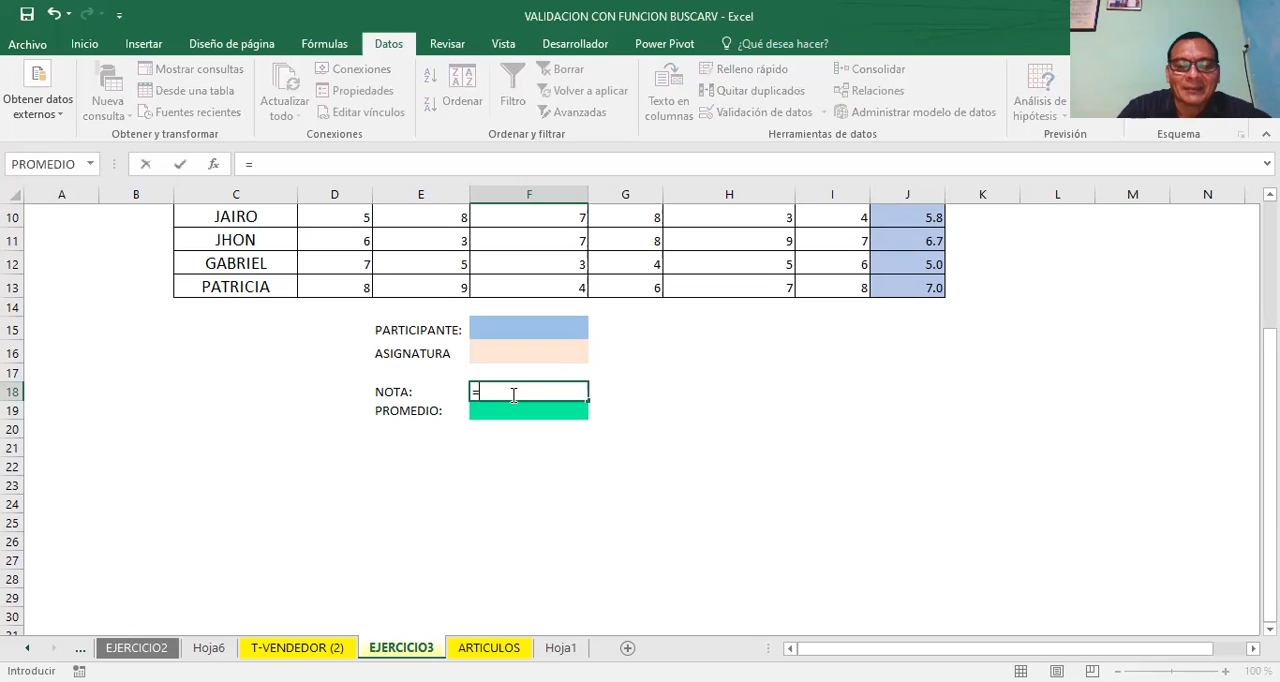 VALIDACION CON FUNCION BUSCARV - Excel
Archivo Inicio Insertar Diseño de página Fórmulas Datos Revisar Vista Desarrollador Power Pivot ¿Qué desea hacer?
Obtener datos externos
Nueva consulta
Mostrar consultas
Desde una tabla
Fuentes recientes
Obtener y transformar
Actualizar todo
Conexiones
Propiedades
Editar vínculos
Conexiones
Ordenar
Filtro
Borrar
Volver a aplicar
Avanzadas
Ordenar y filtrar
Texto en columnas
Relleno rápido
Quitar duplicados
Validación de datos
Consolidar
Relaciones
Administrar modelo de datos
Herramientas de datos
Análisis de hipótesis
Previsión
Esquema
PROMEDIO fx =
A B C D E F G H I J K L M N
10 JAIRO 5 8 7 8 3 4 5.8
11 JHON 6 3 7 8 9 7 6.7
12 GABRIEL 7 5 3 4 5 6 5.0
13 PATRICIA 8 9 4 6 7 8 7.0
14
15 PARTICIPANTE:
16 ASIGNATURA
17
18 NOTA: =
19 PROMEDIO:
20
21
22
23
24
25
26
27
28
29
30
31
... EJERCICIO2 Hoja6 T-VENDEDOR (2) EJERCICIO3 ARTICULOS Hoja1
Introducir 100 %